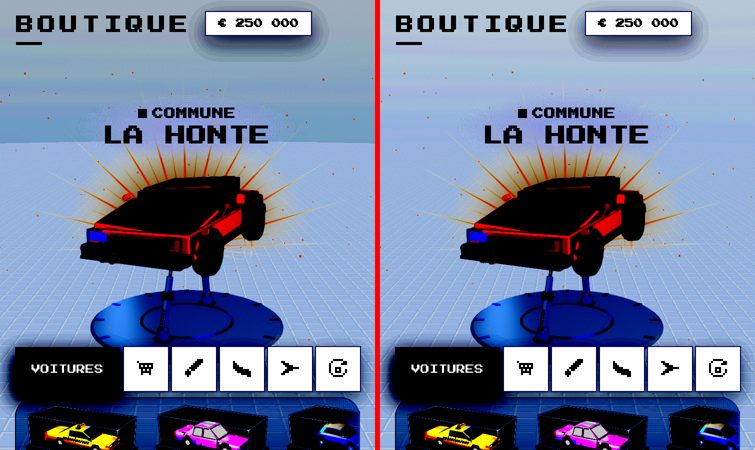 BOUTIQUE € 250 000
COMMUNE
LA HONTE
VOITURES
BOUTIQUE € 250 000
COMMUNE
LA HONTE
VOITURES